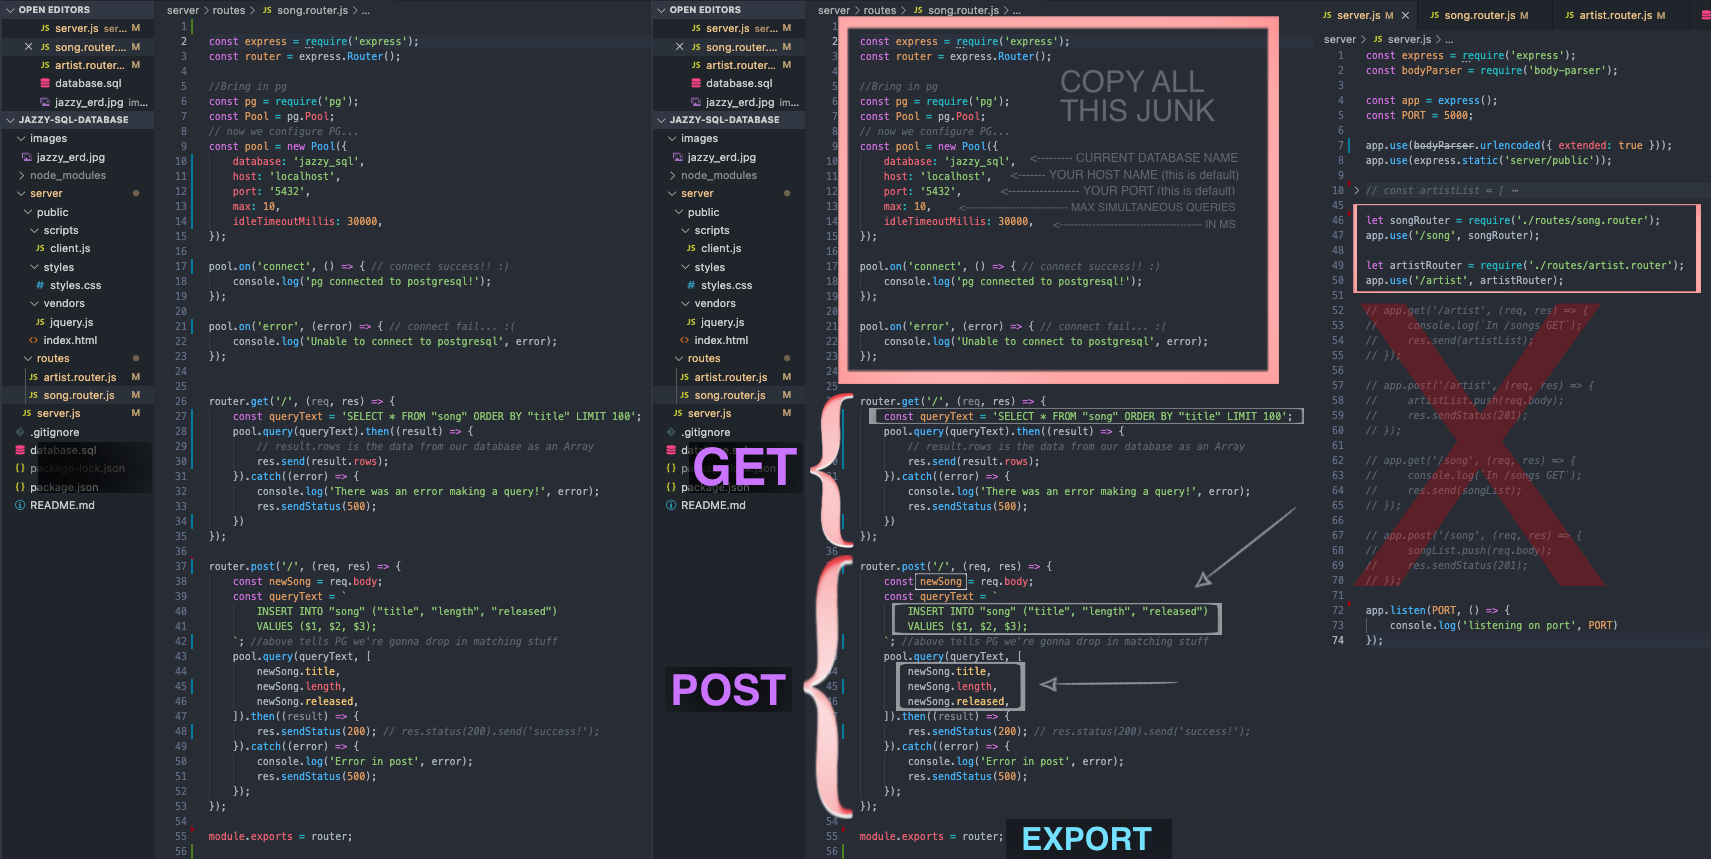 OPEN EDITORS
JS server.js ser... M
× JS song.router.... M
JS artist.router... M
database.sql
jazzy_erd.jpg im...
JAZZY-SQL-DATABASE
images
jazzy_erd.jpg
node_modules
server
public
scripts
JS client.js
styles
# styles.css
vendors
JS jquery.js
<> index.html
routes
JS artist.router.js M
JS song.router.js M
JS server.js M
.gitignore
database.sql
{} package-lock.json
{} package.json
README.md
server > routes > JS song.router.js > ...
1
2 const express = require('express');
3 const router = express.Router();
4
5 //Bring in pg
6 const pg = require('pg');
7 const Pool = pg.Pool;
8 // now we configure PG...
9 const pool = new Pool({
10 database: 'jazzy_sql',
11 host: 'localhost',
12 port: '5432',
13 max: 10,
14 idleTimeoutMillis: 30000,
15 });
16
17 pool.on('connect', () => { // connect success!! :)
18 console.log('pg connected to postgresql!');
19 });
20
21 pool.on('error', (error) => { // connect fail... :(
22 console.log('Unable to connect to postgresql', error);
23 });
24
25
26 router.get('/', (req, res) => {
27 const queryText = 'SELECT * FROM "song" ORDER BY "title" LIMIT 100';
28 pool.query(queryText).then((result) => {
29 // result.rows is the data from our database as an Array
30 res.send(result.rows);
31 }).catch((error) => {
32 console.log('There was an error making a query!', error);
33 res.sendStatus(500);
34 })
35 });
36
37 router.post('/', (req, res) => {
38 const newSong = req.body;
39 const queryText = `
40 INSERT INTO "song" ("title", "length", "released")
41 VALUES ($1, $2, $3);
42 `; //above tells PG we're gonna drop in matching stuff
43 pool.query(queryText, [
44 newSong.title,
45 newSong.length,
46 newSong.released,
47 ]).then((result) => {
48 res.sendStatus(200); // res.status(200).send('success!');
49 }).catch((error) => {
50 console.log('Error in post', error);
51 res.sendStatus(500);
52 });
53 });
54
55 module.exports = router;
56
OPEN EDITORS
JS server.js ser... M
× JS song.router.... M
JS artist.router... M
database.sql
jazzy_erd.jpg im...
JAZZY-SQL-DATABASE
images
jazzy_erd.jpg
node_modules
server
public
scripts
JS client.js
styles
# styles.css
vendors
JS jquery.js
<> index.html
routes
JS artist.router.js M
JS song.router.js M
JS server.js M
.gitignore
{} package.json
README.md
GET
POST
server > routes > JS song.router.js > ...
1
2 const express = require('express');
3 const router = express.Router();
4
5 //Bring in pg
6 const pg = require('pg');
7 const Pool = pg.Pool;
8 // now we configure PG...
9 const pool = new Pool({
10 database: 'jazzy_sql', <--------- CURRENT DATABASE NAME
11 host: 'localhost', <------- YOUR HOST NAME (this is default)
12 port: '5432', <------------------ YOUR PORT (this is default)
13 max: 10, <------------------------- MAX SIMULTANEOUS QUERIES
14 idleTimeoutMillis: 30000, <---------------------------------- IN MS
15 });
16
17 pool.on('connect', () => { // connect success!! :)
18 console.log('pg connected to postgresql!');
19 });
20
21 pool.on('error', (error) => { // connect fail... :(
22 console.log('Unable to connect to postgresql', error);
23 });
24
25
COPY ALL
THIS JUNK
router.get('/', (req, res) => {
const queryText = 'SELECT * FROM "song" ORDER BY "title" LIMIT 100';
pool.query(queryText).then((result) => {
// result.rows is the data from our database as an Array
res.send(result.rows);
}).catch((error) => {
console.log('There was an error making a query!', error);
res.sendStatus(500);
})
});
36
router.post('/', (req, res) => {
const newSong = req.body;
const queryText = `
INSERT INTO "song" ("title", "length", "released")
VALUES ($1, $2, $3);
`; //above tells PG we're gonna drop in matching stuff
pool.query(queryText, [
newSong.title,
45 newSong.length,
newSong.released,
]).then((result) => {
res.sendStatus(200); // res.status(200).send('success!');
}).catch((error) => {
console.log('Error in post', error);
res.sendStatus(500);
});
});
54
55 module.exports = router;
56
EXPORT
JS server.js M × JS song.router.js M JS artist.router.js M
server > JS server.js > ...
1 const express = require('express');
2 const bodyParser = require('body-parser');
3
4 const app = express();
5 const PORT = 5000;
6
7 app.use(bodyParser.urlencoded({ extended: true }));
8 app.use(express.static('server/public'));
9
10 > // const artistList = [ ⋯
45
46 let songRouter = require('./routes/song.router');
47 app.use('/song', songRouter);
48
49 let artistRouter = require('./routes/artist.router');
50 app.use('/artist', artistRouter);
51
52 // app.get('/artist', (req, res) => {
53 // console.log(`In /songs GET`);
54 // res.send(artistList);
55 // });
56
57 // app.post('/artist', (req, res) => {
58 // artistList.push(req.body);
59 // res.sendStatus(201);
60 // });
61
62 // app.get('/song', (req, res) => {
63 // console.log(`In /songs GET`);
64 // res.send(songList);
65 // });
66
67 // app.post('/song', (req, res) => {
68 // songList.push(req.body);
69 // res.sendStatus(201);
70 // });
71
72 app.listen(PORT, () => {
73 console.log('listening on port', PORT)
74 });